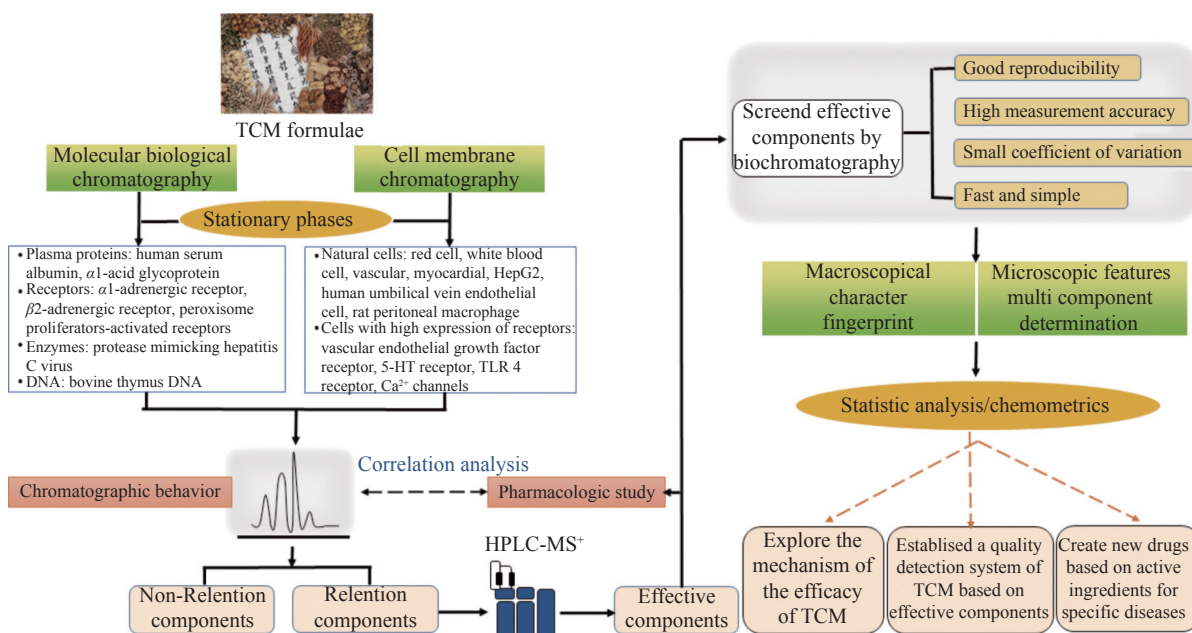 TCM formulae
Molecular biological
chromatography
Cell membrane
chromatography
Stationary phases
• Plasma proteins: human serum
albumin, α1-acid glycoprotein
• Receptors: α1-adrenergic receptor,
β2-adrenergic receptor, peroxisome
proliferators-activated receptors
• Enzymes: protease mimicking hepatitis
C virus
• DNA: bovine thymus DNA
• Natural cells: red cell, white blood
cell, vascular, myocardial, HepG2,
human umbilical vein endothelial
cell, rat peritoneal macrophage
• Cells with high expression of receptors:
vascular endothelial growth factor
receptor, 5-HT receptor, TLR 4
receptor, Ca²⁺ channels
Chromatographic behavior
Correlation analysis
Pharmacologic study
Non-Relention
components
Relention
components
HPLC-MS⁺
Effective
components
Screend effective
components by
biochromatography
Good reproducibility
High measurement accuracy
Small coefficient of variation
Fast and simple
Macroscopical
character
fingerprint
Microscopic features
multi component
determination
Statistic analysis/chemometrics
Explore the
mechanism of
the efficacy
of TCM
Establised a quality
detection system of
TCM based on
effective components
Create new drugs
based on active
ingredients for
specific diseases